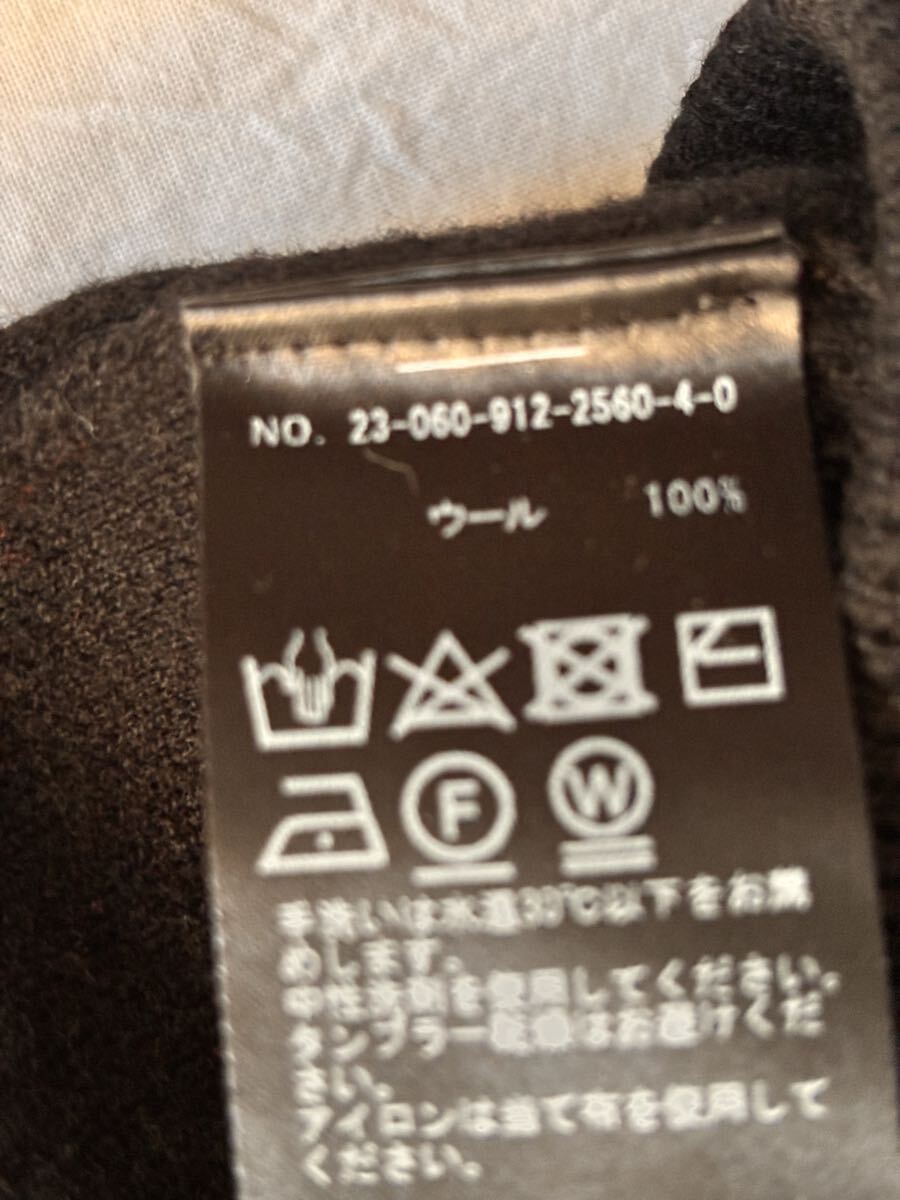 NO. 23-060-912-2560-4-0
ウール 100%
F W
手洗いは水温30℃以下をお薦
めします。
中性洗剤を使用してください。
タンブラー乾燥はお避けくだ
さい。
アイロンは当て布を使用して
ください。